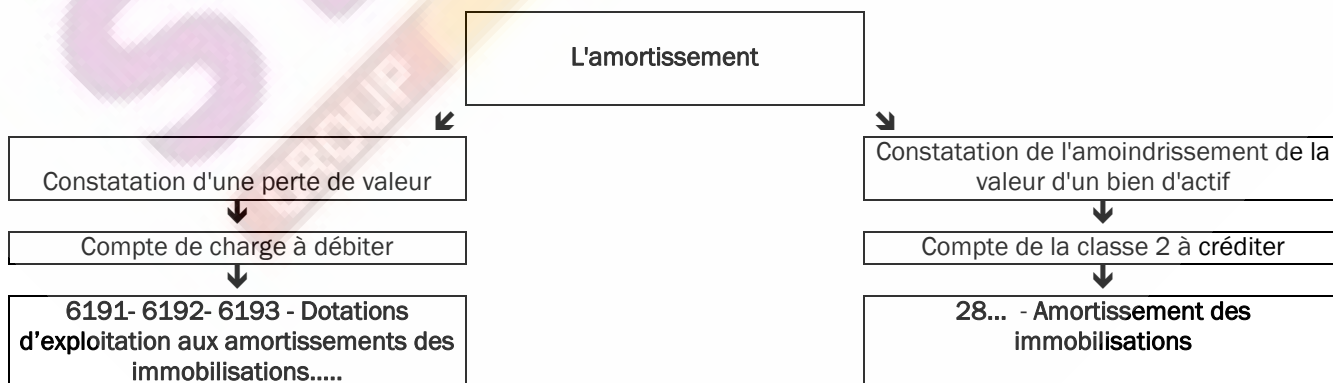 L'amortissement
Constatation d'une perte de valeur
Compte de charge à débiter
6191- 6192- 6193 - Dotations
d’exploitation aux amortissements des
immobilisations.....
Constatation de l'amoindrissement de la
valeur d'un bien d'actif
Compte de la classe 2 à créditer
28... - Amortissement des
immobilisations
GROUP